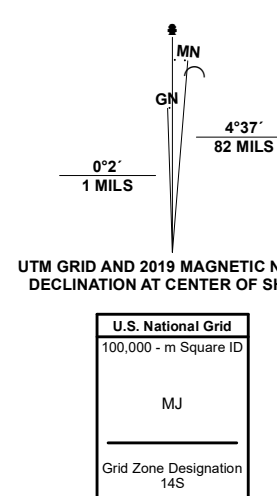 MN
GN
4°37´
82 MILS
0°2´
1 MILS
UTM GRID AND 2019 MAGNETIC
DECLINATION AT CENTER OF
U.S. National Grid
100,000 - m Square ID
MJ
Grid Zone Designation
14S